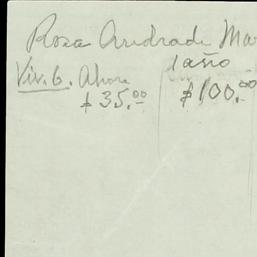 Rosa Andrade Ma
1 año
Viv. 6. Ahora
$35.00 $100.00